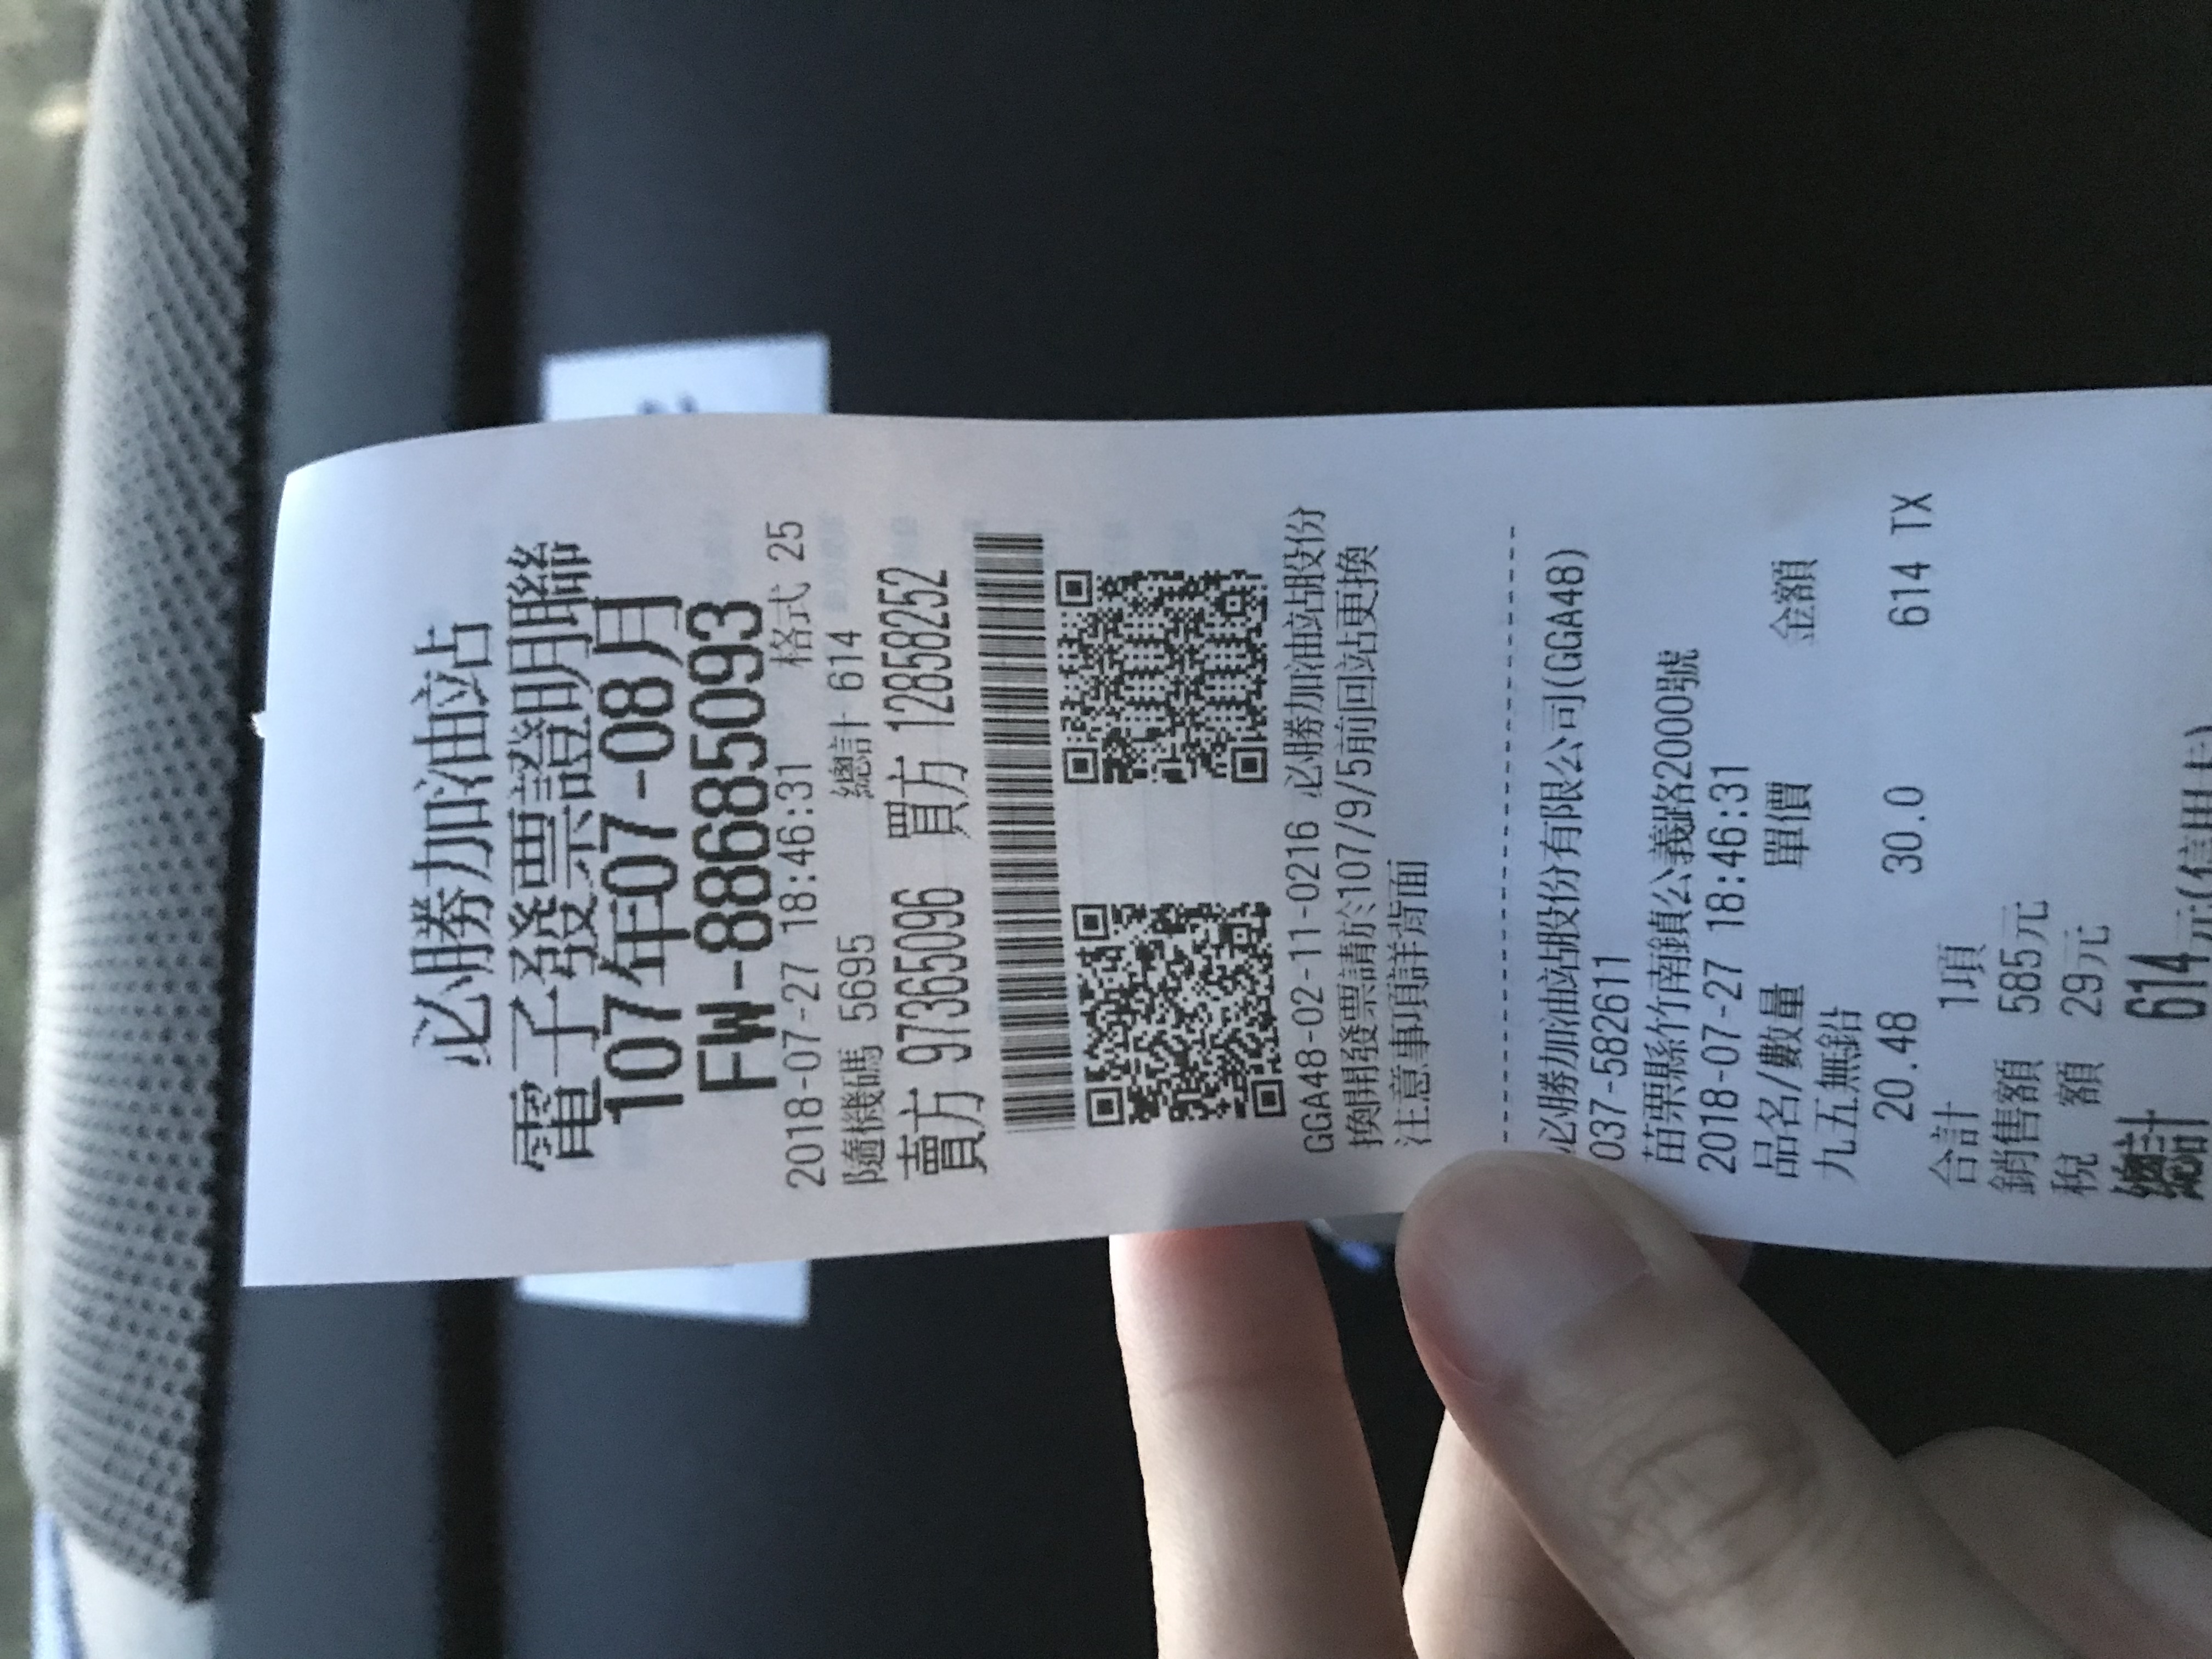 必勝加油站
電子發票證明聯
107年07-08月
FW-88685093
2018-07-27 18:46:31 格式 25
隨機碼 5695 總計 614
賣方 97365096 買方 12858252
GGA48-02-11-0216 必勝加油站股份
換開發票請於107/9/5前回站更換
注意事項詳背面
必勝加油站股份有限公司(GGA48)
037-582611
苗栗縣竹南鎮公義路2000號
2018-07-27 18:46:31
品名/數量 單價 金額
九五無鉛
20.48 30.0 614 TX
合計 1項
銷售額 585元
稅 額 29元
總計 614元(信用卡)